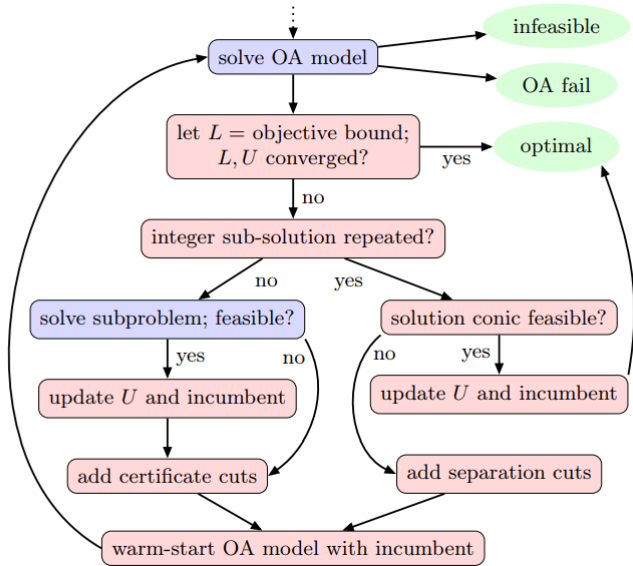 infeasible
solve OA model
OA fail
let L = objective bound;
L, U converged?
yes
optimal
no
integer sub-solution repeated?
no
yes
solve subproblem; feasible?
solution conic feasible?
yes
no
no
yes
update U and incumbent
update U and incumbent
add certificate cuts
add separation cuts
warm-start OA model with incumbent